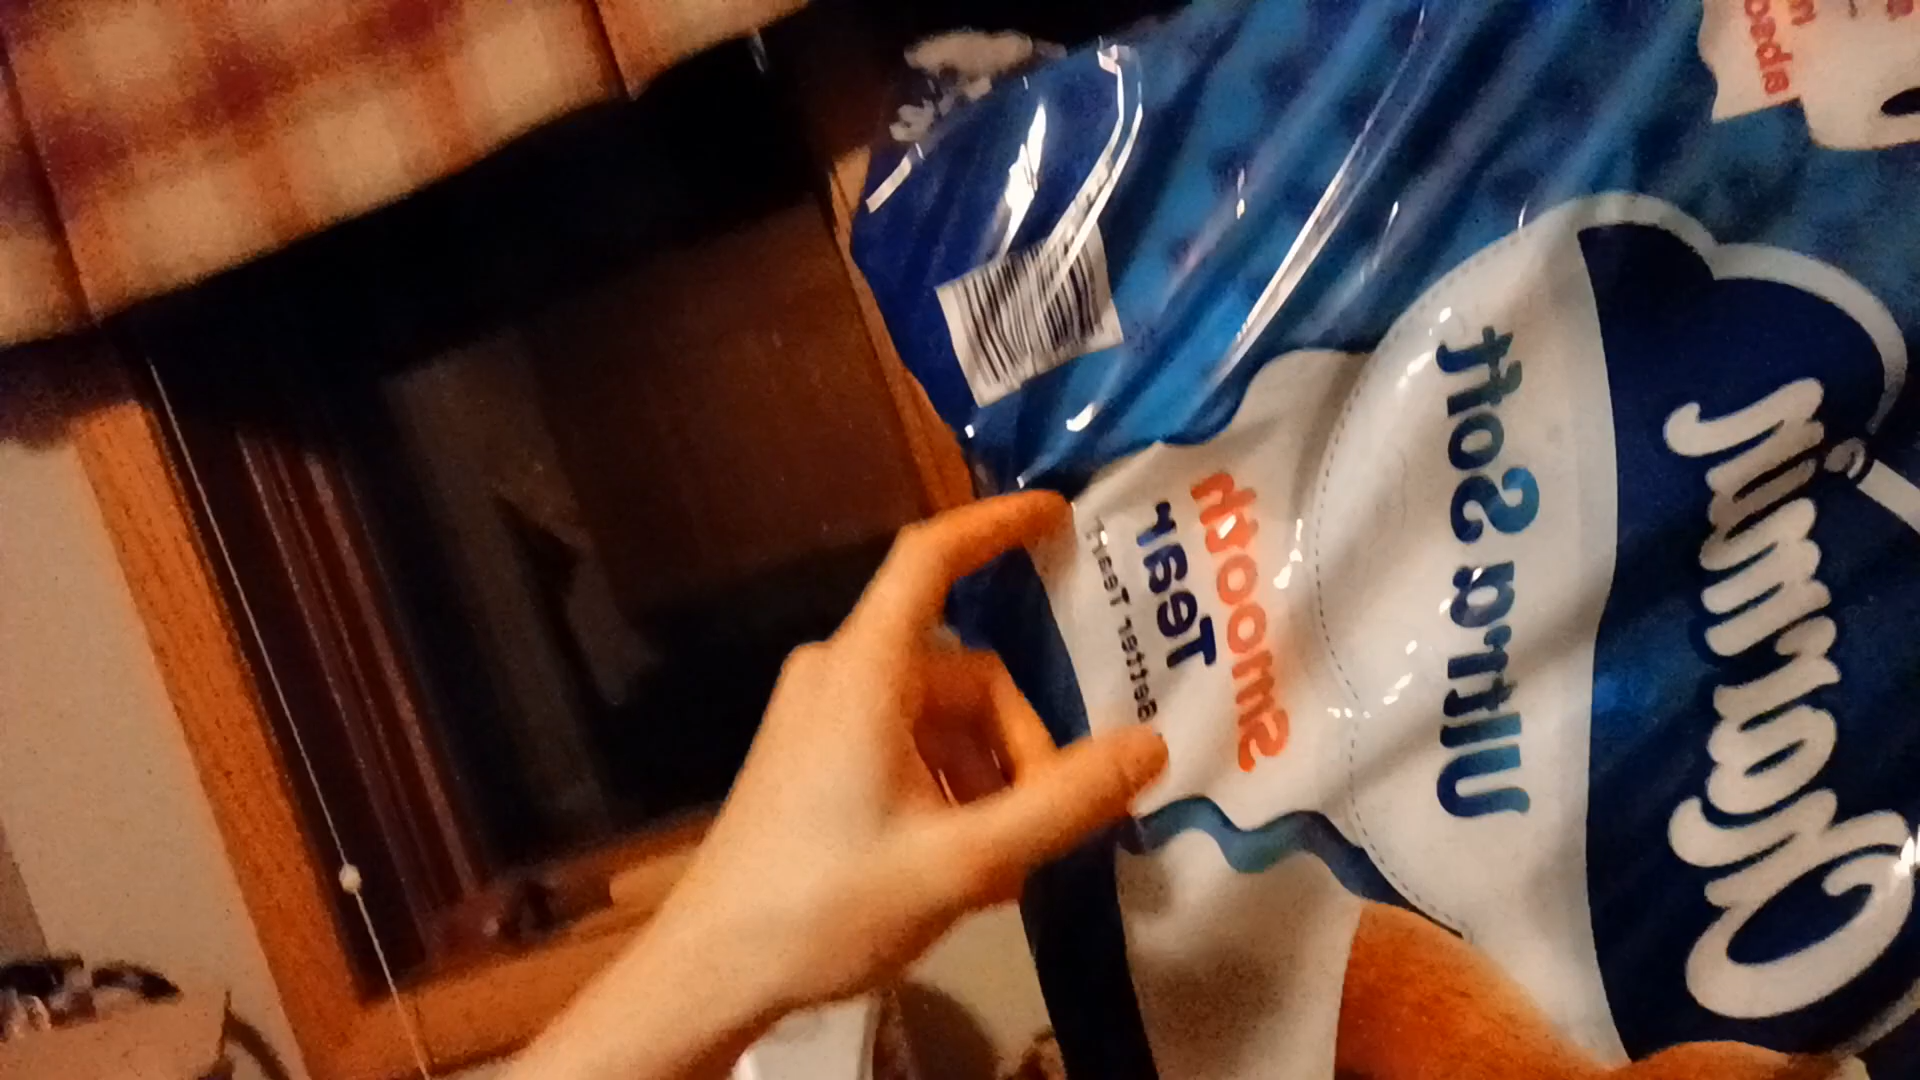 Charmin
Ultra Soft
Smooth
Tear
Better Tear!